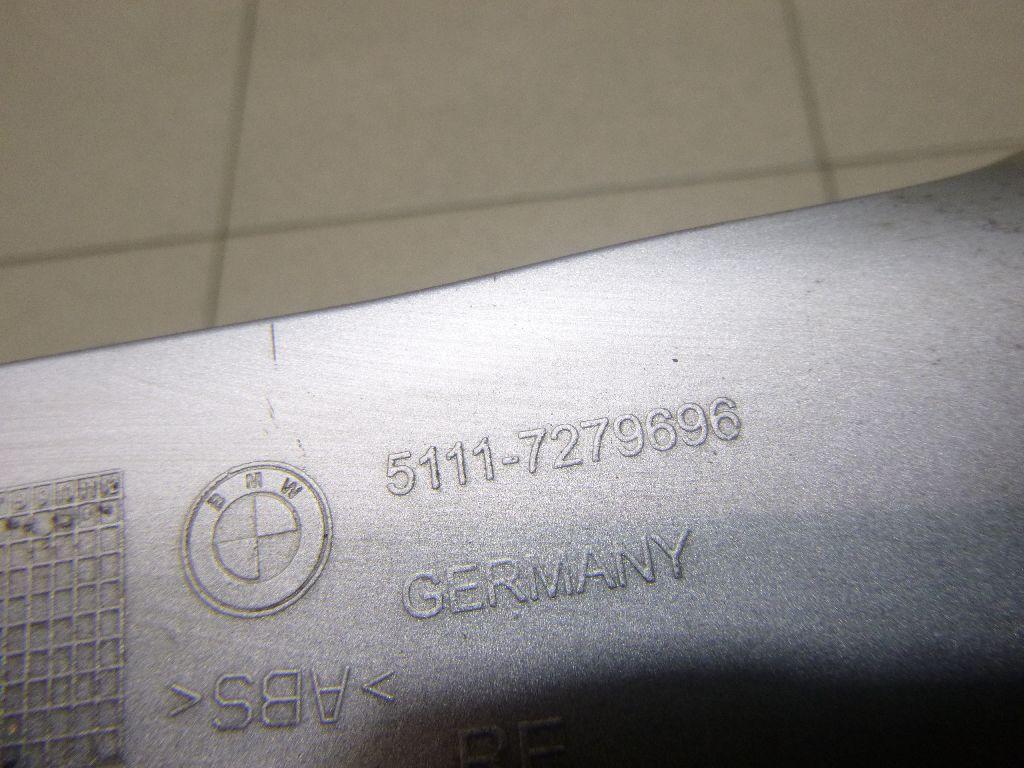 BMW
5111-7279696
GERMANY
>ABS<